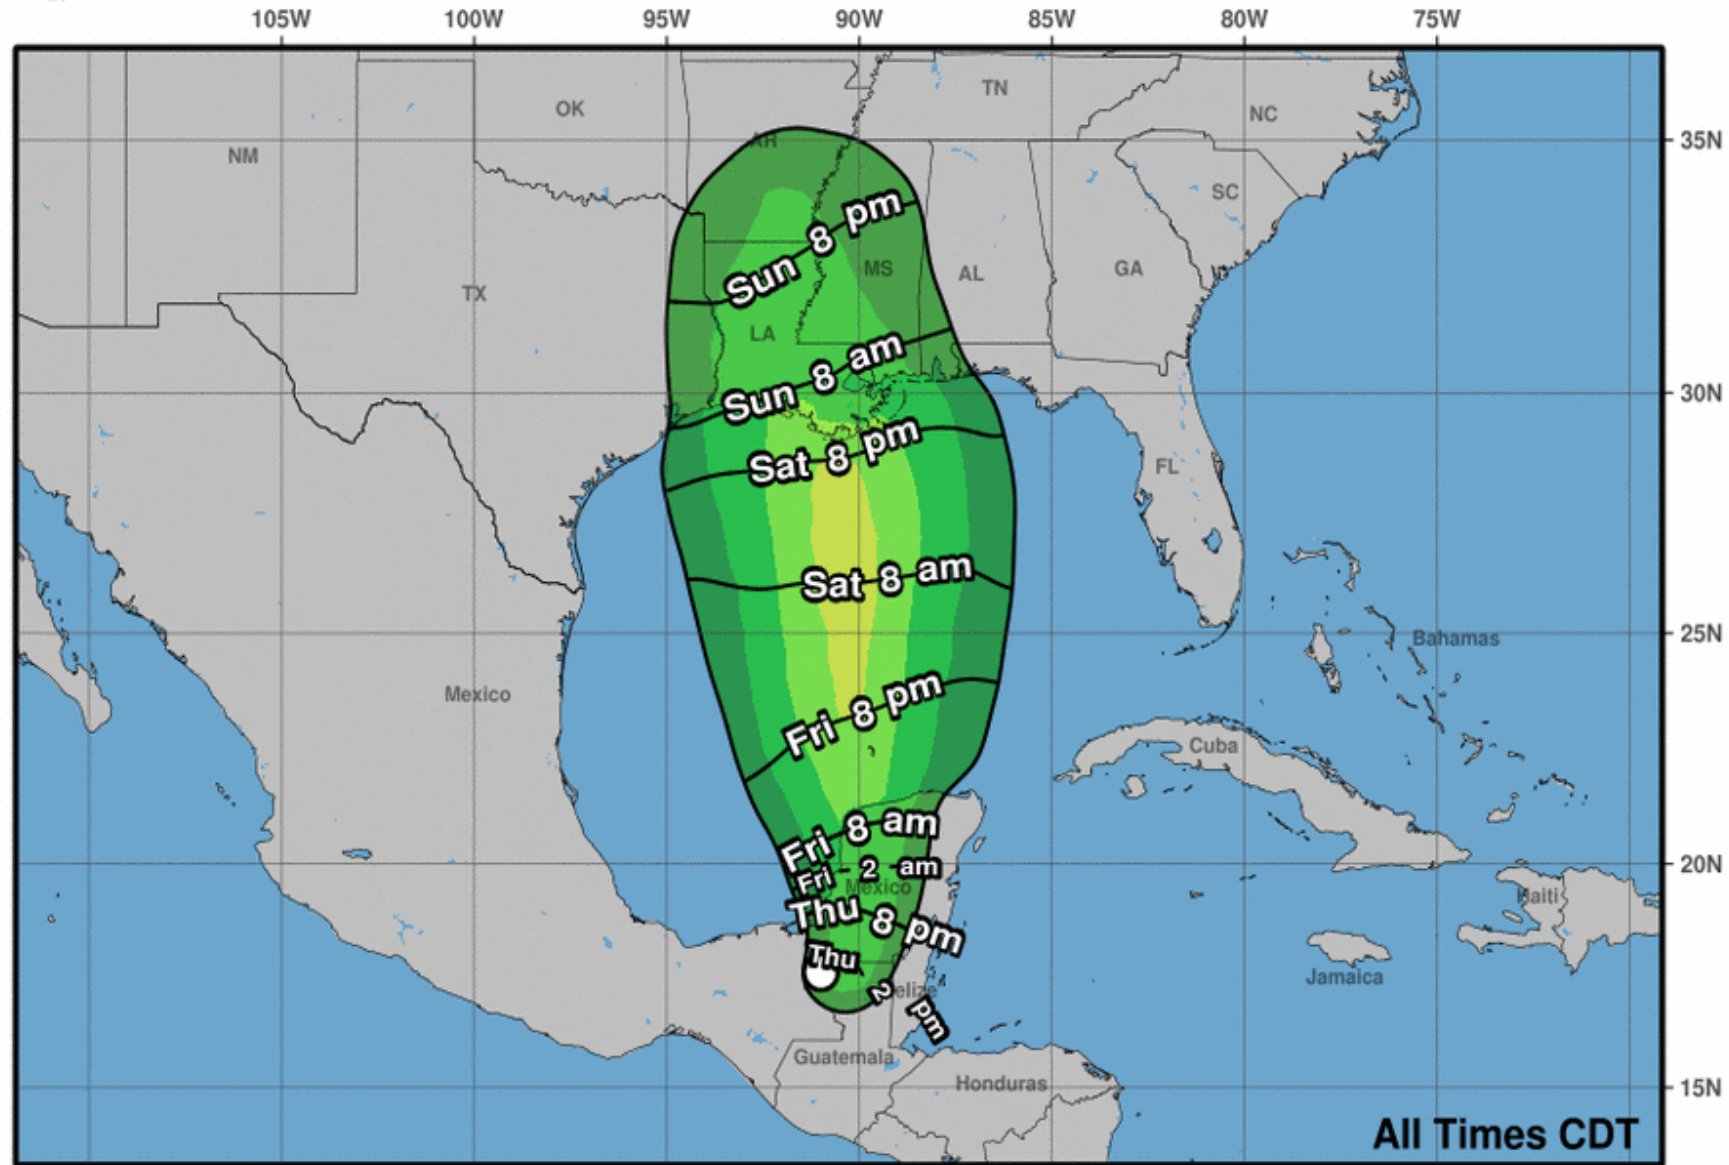 105W 100W 95W 90W 85W 80W 75W
OK
TN
NC
AR
35N
NM
SC
Sun 8 pm
MS
AL
GA
TX
LA
Sun 8 am
30N
Sat 8 pm
FL
Sat 8 am
25N
Bahamas
Mexico
Fri 8 pm
Cuba
Fri 8 am
20N
Fri 2 am
Mexico
Haiti
Thu 8 pm
Thu 2 pm
Jamaica
Belize
Guatemala
Honduras
15N
All Times CDT